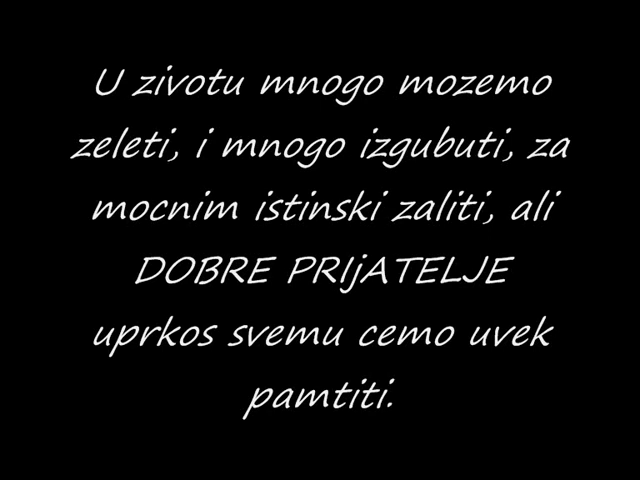 U zivotu mnogo mozemo
zeleti, i mnogo izgubuti, za
mocnim istinski zaliti, ali
DOBRE PRIjATELJE
uprkos svemu cemo uvek
pamtiti.